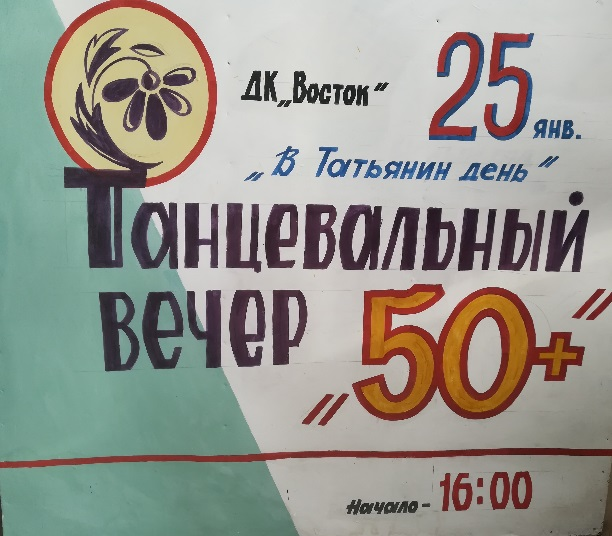 ДК „Восток"
25 янв.
„В Татьянин день"
Танцевальный
вечер „50+"
Начало - 16:00